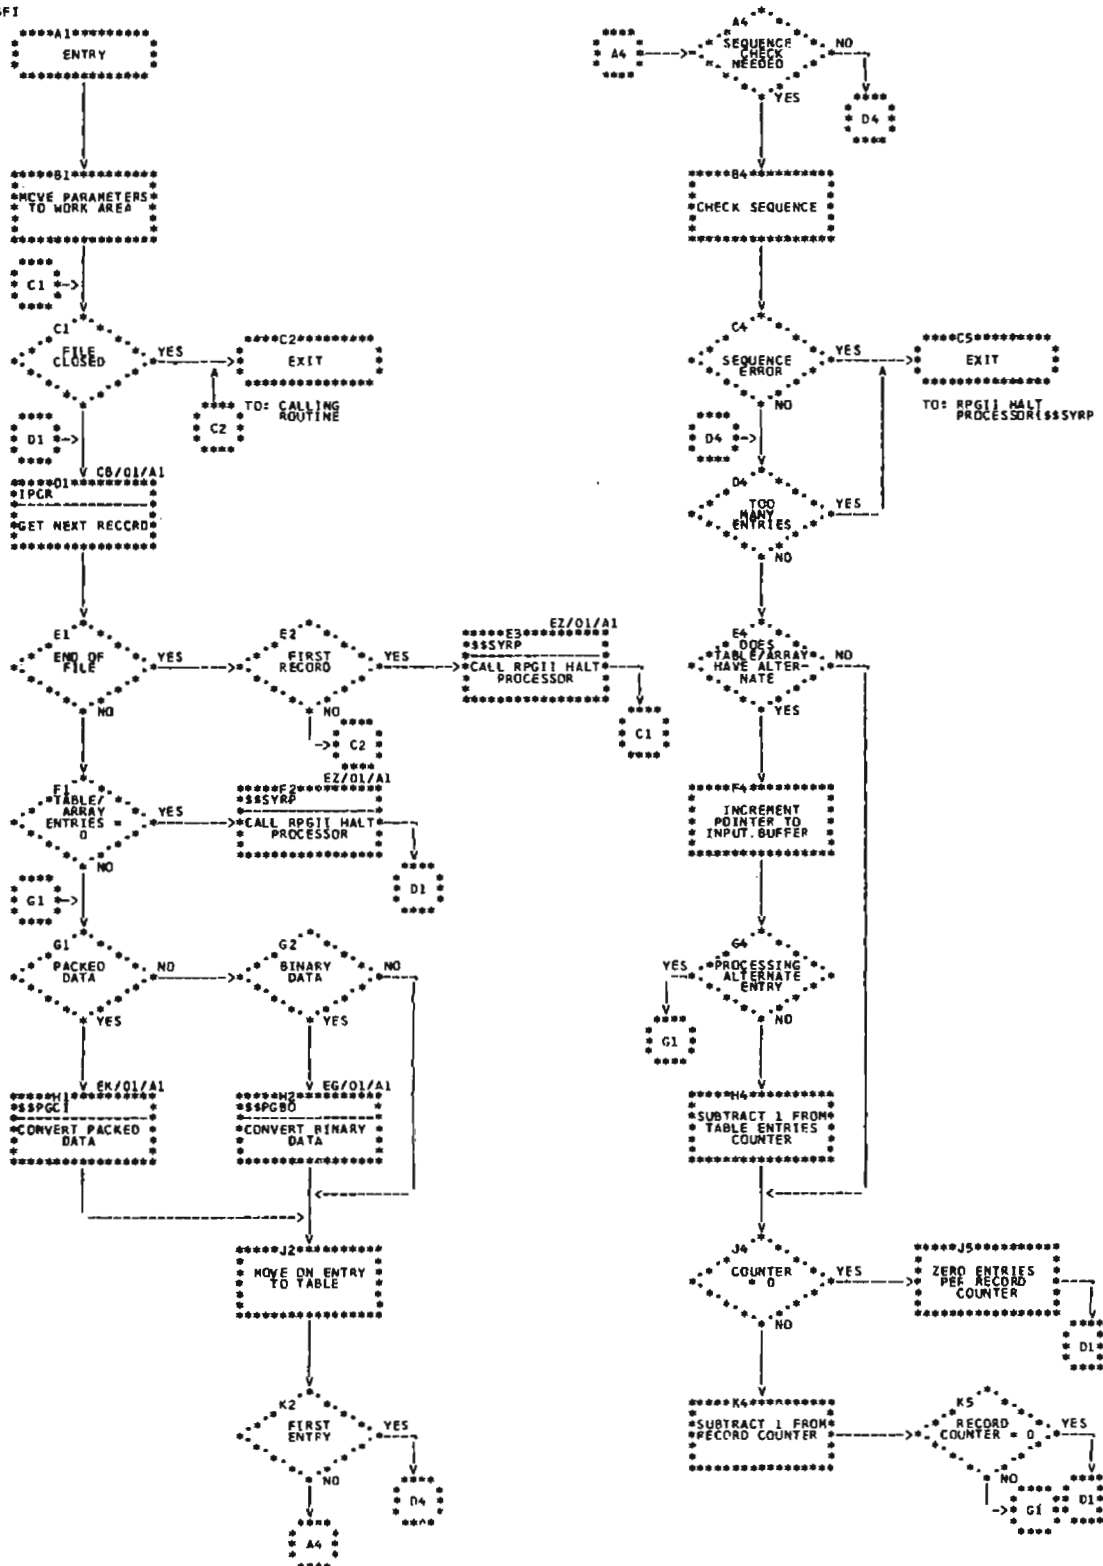 SFI
****A1*********
ENTRY
*****B1**********
MOVE PARAMETERS
TO WORK AREA
C1
C1
FILE
CLOSED
YES
****C2*********
EXIT
TO: CALLING
ROUTINE
C2
D1
CB/01/A1
*****D1**********
IPCR
GET NEXT RECORD
E1
END OF
FILE
YES
NO
E2
FIRST
RECORD
YES
NO
C2
EZ/01/A1
*****E3**********
$$SYRP
CALL RPGII HALT
PROCESSOR
C1
F1
TABLE/
ARRAY
ENTRIES =
0
YES
NO
EZ/01/A1
*****F2**********
$$SYRP
CALL RPGII HALT
PROCESSOR
D1
G1
G1
PACKED
DATA
NO
YES
G2
BINARY
DATA
NO
YES
EK/01/A1
*****H1**********
$$PGCI
CONVERT PACKED
DATA
EG/01/A1
*****H2**********
$$PGBD
CONVERT BINARY
DATA
*****J2**********
MOVE ON ENTRY
TO TABLE
K2
FIRST
ENTRY
YES
NO
D4
A4
A4
A4
SEQUENCE
CHECK
NEEDED
NO
YES
D4
*****B4**********
CHECK SEQUENCE
C4
SEQUENCE
ERROR
YES
NO
****C5*********
EXIT
TO: RPGII HALT
PROCESSOR($$SYRP
D4
D4
TOO
MANY
ENTRIES
YES
NO
E4
DOES
TABLE/ARRAY
HAVE ALTER-
NATE
NO
YES
*****F4**********
INCREMENT
POINTER TO
INPUT.BUFFER
G4
PROCESSING
ALTERNATE
ENTRY
YES
NO
G1
*****H4**********
SUBTRACT 1 FROM
TABLE ENTRIES
COUNTER
J4
COUNTER
= 0
YES
NO
*****J5**********
ZERO ENTRIES
PER RECORD
COUNTER
D1
*****K4**********
SUBTRACT 1 FROM
RECORD COUNTER
K5
RECORD
COUNTER = 0
YES
NO
G1
D1